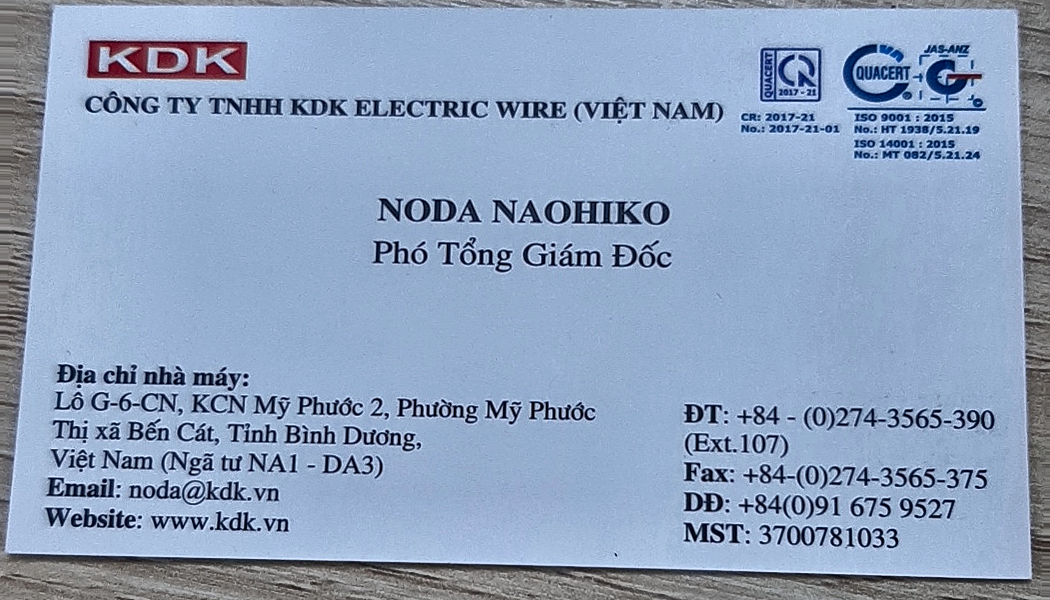 KDK
CÔNG TY TNHH KDK ELECTRIC WIRE (VIỆT NAM)
QUACERT
2017 - 21
CR: 2017-21
No.: 2017-21-01
QUACERT
JAS-ANZ
ISO 9001 : 2015
No.: HT 1938/5.21.19
ISO 14001 : 2015
No.: MT 082/5.21.24
NODA NAOHIKO
Phó Tổng Giám Đốc
Địa chỉ nhà máy:
Lô G-6-CN, KCN Mỹ Phước 2, Phường Mỹ Phước
Thị xã Bến Cát, Tỉnh Bình Dương,
Việt Nam (Ngã tư NA1 - DA3)
Email: noda@kdk.vn
Website: www.kdk.vn
ĐT: +84 - (0)274-3565-390
(Ext.107)
Fax: +84-(0)274-3565-375
DĐ: +84(0)91 675 9527
MST: 3700781033